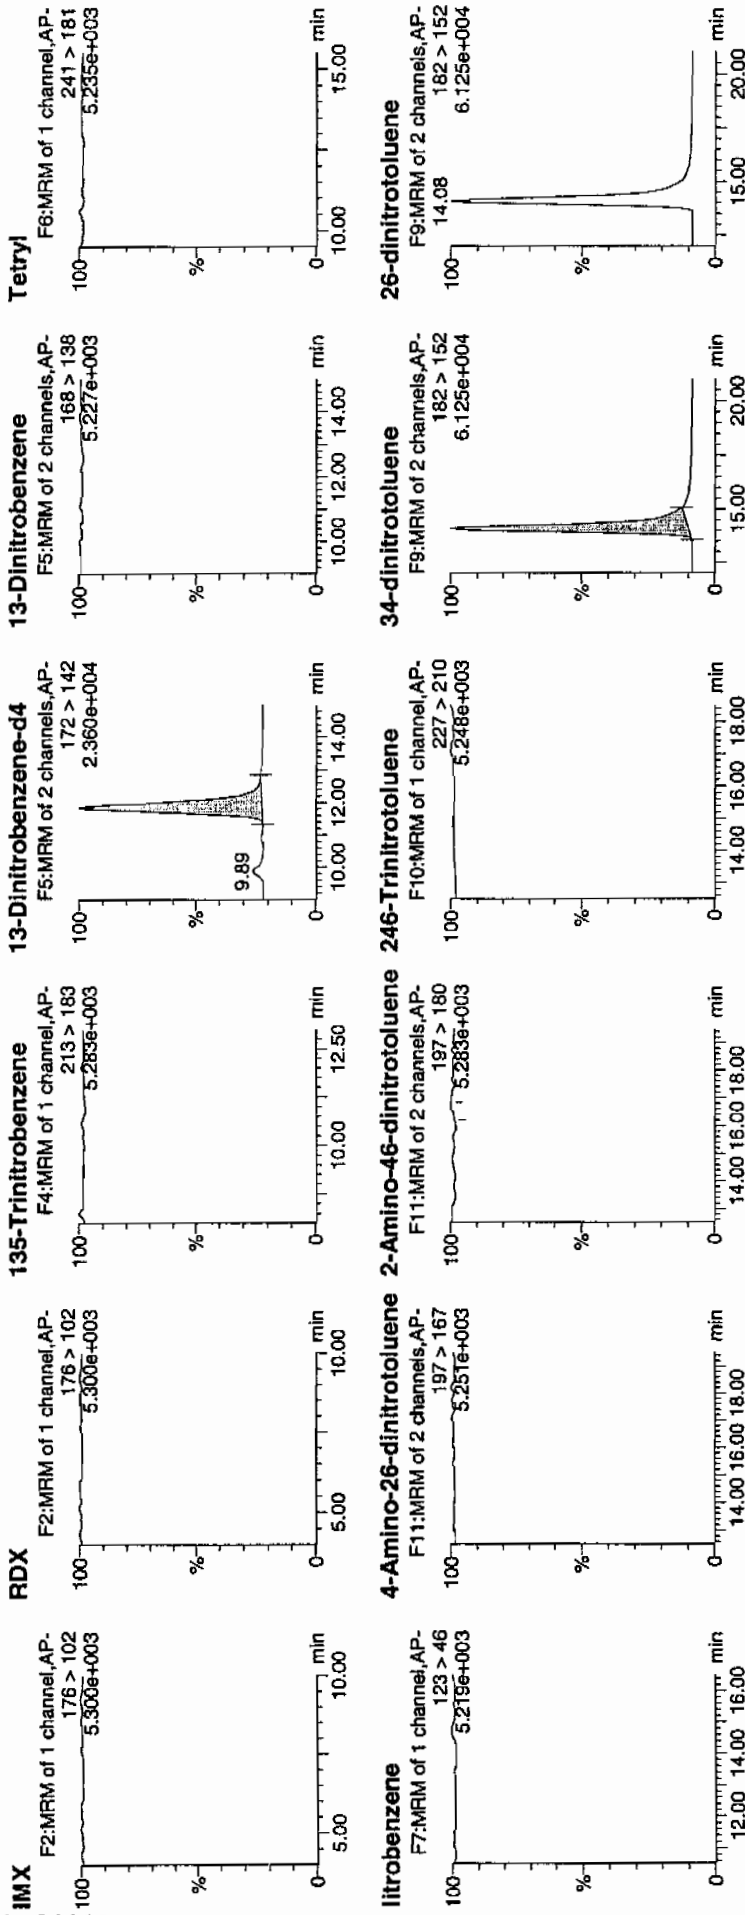 HMX
F2:MRM of 1 channel,AP-
176 > 102
5.300e+003
100
%
0
5.00
10.00
min
RDX
F2:MRM of 1 channel,AP-
176 > 102
5.300e+003
100
%
0
5.00
10.00
min
135-Trinitrobenzene
F4:MRM of 1 channel,AP-
213 > 183
5.283e+003
100
%
0
10.00
12.50
min
13-Dinitrobenzene-d4
F5:MRM of 2 channels,AP-
172 > 142
2.360e+004
100
9.89
%
0
10.00
12.00
14.00
min
13-Dinitrobenzene
F5:MRM of 2 channels,AP-
168 > 138
5.227e+003
100
%
0
10.00
12.00
14.00
min
Tetryl
F6:MRM of 1 channel,AP-
241 > 181
5.235e+003
100
%
0
10.00
15.00
min
litrobenzene
F7:MRM of 1 channel,AP-
123 > 46
5.219e+003
100
%
0
12.00
14.00
16.00
min
4-Amino-26-dinitrotoluene
F11:MRM of 2 channels,AP-
197 > 167
5.251e+003
100
%
0
14.00
16.00
18.00
min
2-Amino-46-dinitrotoluene
F11:MRM of 2 channels,AP-
197 > 180
5.283e+003
100
%
0
14.00
16.00
18.00
min
246-Trinitrotoluene
F10:MRM of 1 channel,AP-
227 > 210
5.248e+003
100
%
0
14.00
16.00
18.00
min
34-dinitrotoluene
F9:MRM of 2 channels,AP-
182 > 152
6.125e+004
100
%
0
15.00
20.00
min
26-dinitrotoluene
F9:MRM of 2 channels,AP-
182 > 152
6.125e+004
100
14.08
%
0
15.00
20.00
min